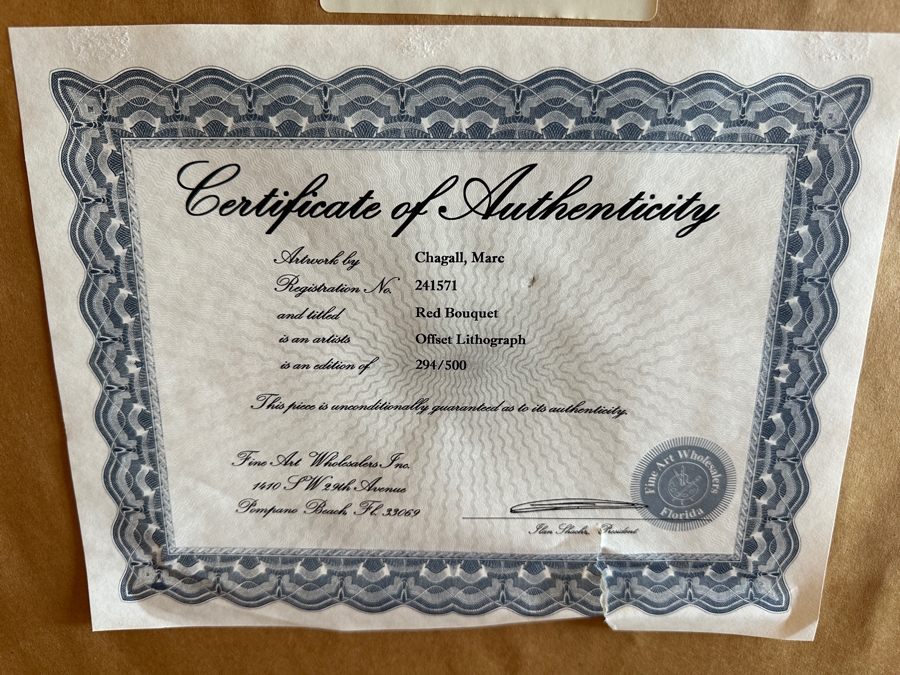 Certificate of Authenticity
Artwork by Chagall, Marc
Registration No. 241571
and titled Red Bouquet
is an artists Offset Lithograph
is an edition of 294/500
This piece is unconditionally guaranteed as to its authenticity.
Fine Art Wholesalers Inc.
1410 SW 29th Avenue
Pompano Beach Fl. 33069
Fine Art Wholesalers
Florida
Ilan President